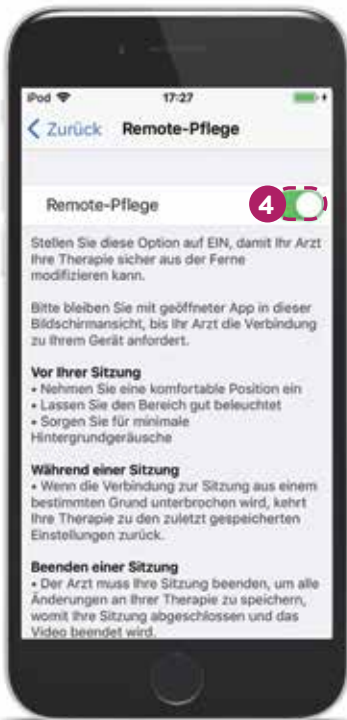 iPod 17:27
Zurück Remote-Pflege
Remote-Pflege 4
Stellen Sie diese Option auf EIN, damit Ihr Arzt
Ihre Therapie sicher aus der Ferne
modifizieren kann.
Bitte bleiben Sie mit geöffneter App in dieser
Bildschirmansicht, bis Ihr Arzt die Verbindung
zu Ihrem Gerät anfordert.
Vor Ihrer Sitzung
• Nehmen Sie eine komfortable Position ein
• Lassen Sie den Bereich gut beleuchtet
• Sorgen Sie für minimale
Hintergrundgeräusche
Während einer Sitzung
• Wenn die Verbindung zur Sitzung aus einem
bestimmten Grund unterbrochen wird, kehrt
Ihre Therapie zu den zuletzt gespeicherten
Einstellungen zurück.
Beenden einer Sitzung
• Der Arzt muss Ihre Sitzung beenden, um alle
Änderungen an Ihrer Therapie zu speichern,
womit Ihre Sitzung abgeschlossen und das
Video beendet wird.